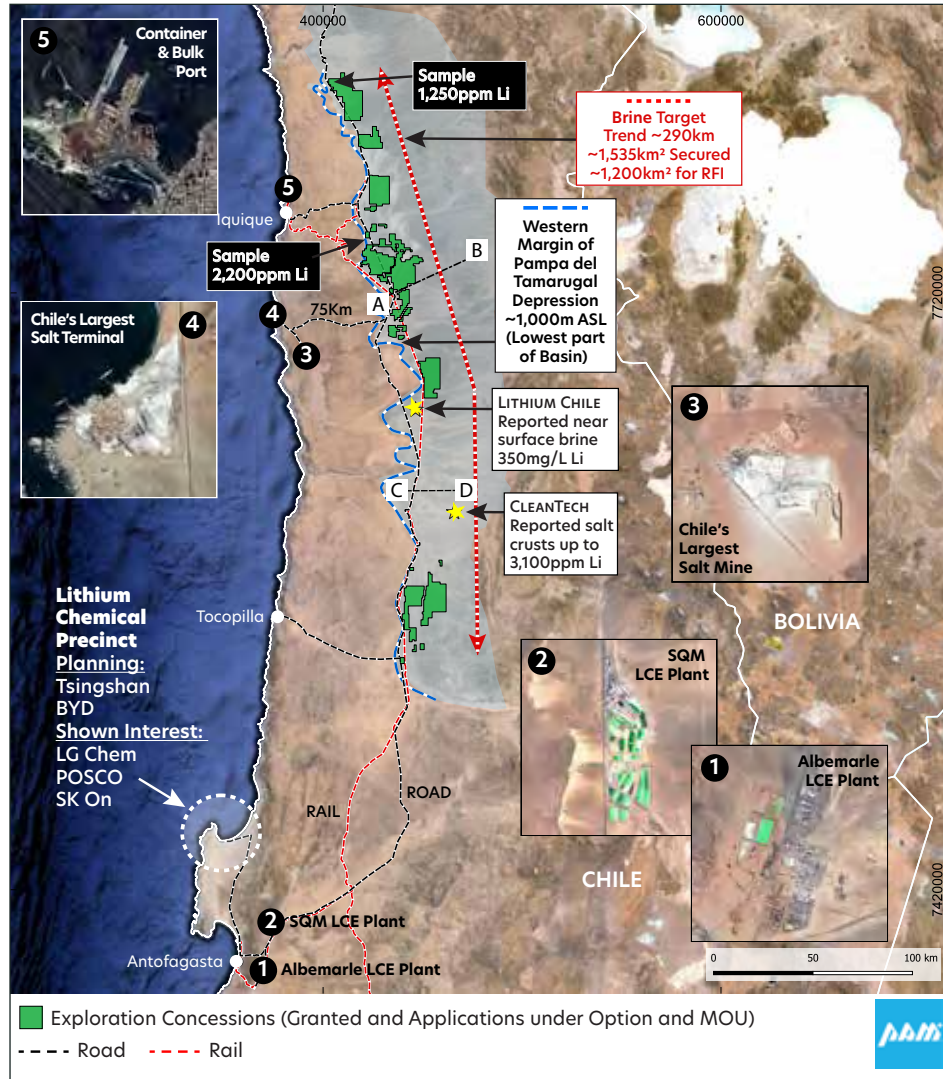 400000
600000
7720000
7420000
5
Container
& Bulk
Port
Sample
1,250ppm Li
Brine Target
Trend ~290km
~1,535km² Secured
~1,200km² for RFI
5
Iquique
Sample
2,200ppm Li
Western
Margin of
Pampa del
Tamarugal
Depression
~1,000m ASL
(Lowest part
of Basin)
B
A
75Km
4
3
Chile's Largest
Salt Terminal
4
LITHIUM CHILE
Reported near
surface brine
350mg/L Li
3
Chile's
Largest
Salt Mine
C
D
CLEANTECH
Reported salt
crusts up to
3,100ppm Li
Lithium
Chemical
Precinct
Planning:
Tsingshan
BYD
Shown Interest:
LG Chem
POSCO
SK On
Tocopilla
BOLIVIA
2
SQM
LCE Plant
1
Albemarle
LCE Plant
RAIL
ROAD
CHILE
2 SQM LCE Plant
Antofagasta
1 Albemarle LCE Plant
0 50 100 km
Exploration Concessions (Granted and Applications under Option and MOU)
Road
Rail
pam